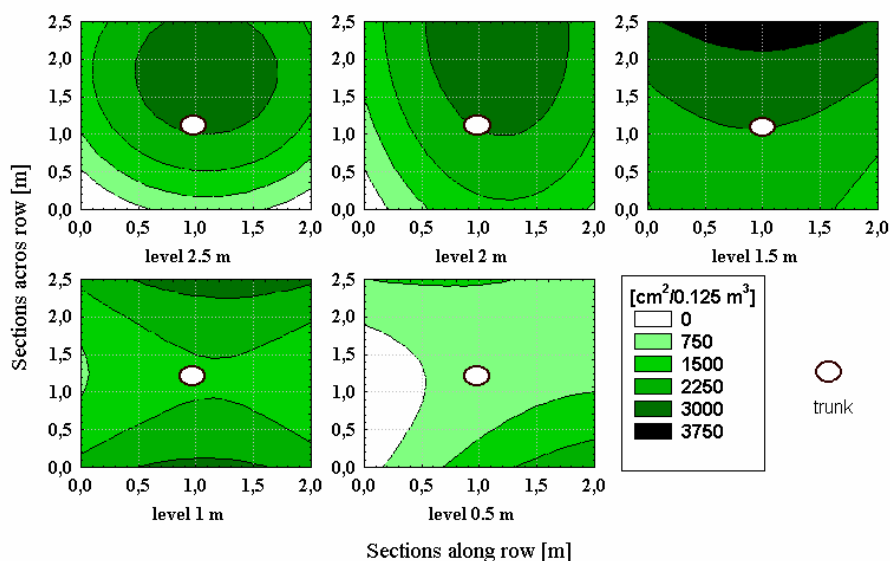 Sections acros row [m]
2,5
2,0
1,5
1,0
0,5
0,0
0,0 0,5 1,0 1,5 2,0
level 2.5 m
2,5
2,0
1,5
1,0
0,5
0,0
0,0 0,5 1,0 1,5 2,0
level 2 m
2,5
2,0
1,5
1,0
0,5
0,0
0,0 0,5 1,0 1,5 2,0
level 1.5 m
2,5
2,0
1,5
1,0
0,5
0,0
0,0 0,5 1,0 1,5 2,0
level 1 m
2,5
2,0
1,5
1,0
0,5
0,0
0,0 0,5 1,0 1,5 2,0
level 0.5 m
[cm²/0.125 m³]
0
750
1500
2250
3000
3750
trunk
Sections along row [m]